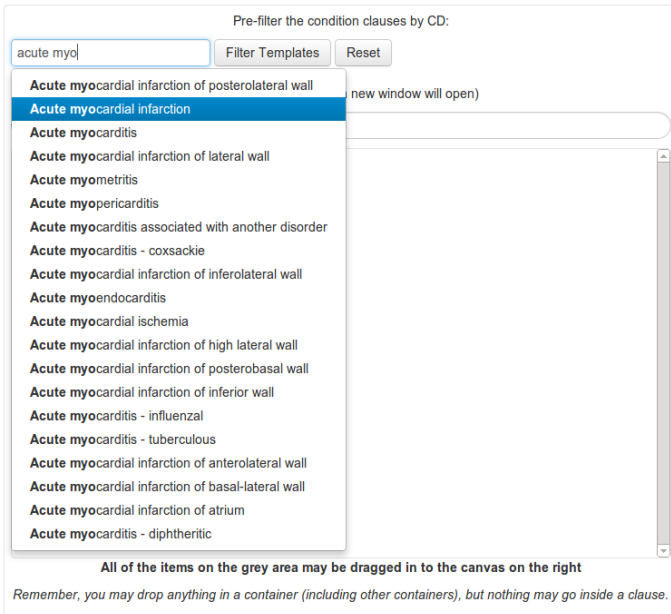 Pre-filter the condition clauses by CD:
acute myo Filter Templates Reset
Acute myocardial infarction of posterolateral wall
new window will open)
Acute myocardial infarction
Acute myocarditis
Acute myocardial infarction of lateral wall
Acute myometritis
Acute myopericarditis
Acute myocarditis associated with another disorder
Acute myocarditis - coxsackie
Acute myocardial infarction of inferolateral wall
Acute myoendocarditis
Acute myocardial ischemia
Acute myocardial infarction of high lateral wall
Acute myocardial infarction of posterobasal wall
Acute myocardial infarction of inferior wall
Acute myocarditis - influenzal
Acute myocarditis - tuberculous
Acute myocardial infarction of anterolateral wall
Acute myocardial infarction of basal-lateral wall
Acute myocardial infarction of atrium
Acute myocarditis - diphtheritic
All of the items on the grey area may be dragged in to the canvas on the right
Remember, you may drop anything in a container (including other containers), but nothing may go inside a clause.